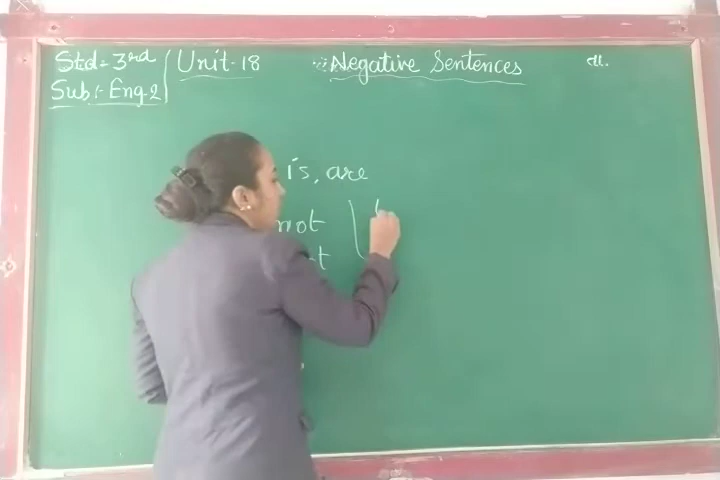 Std=3rd Unit-18 Negative Sentences
Sub:- Eng-2
is, are
not